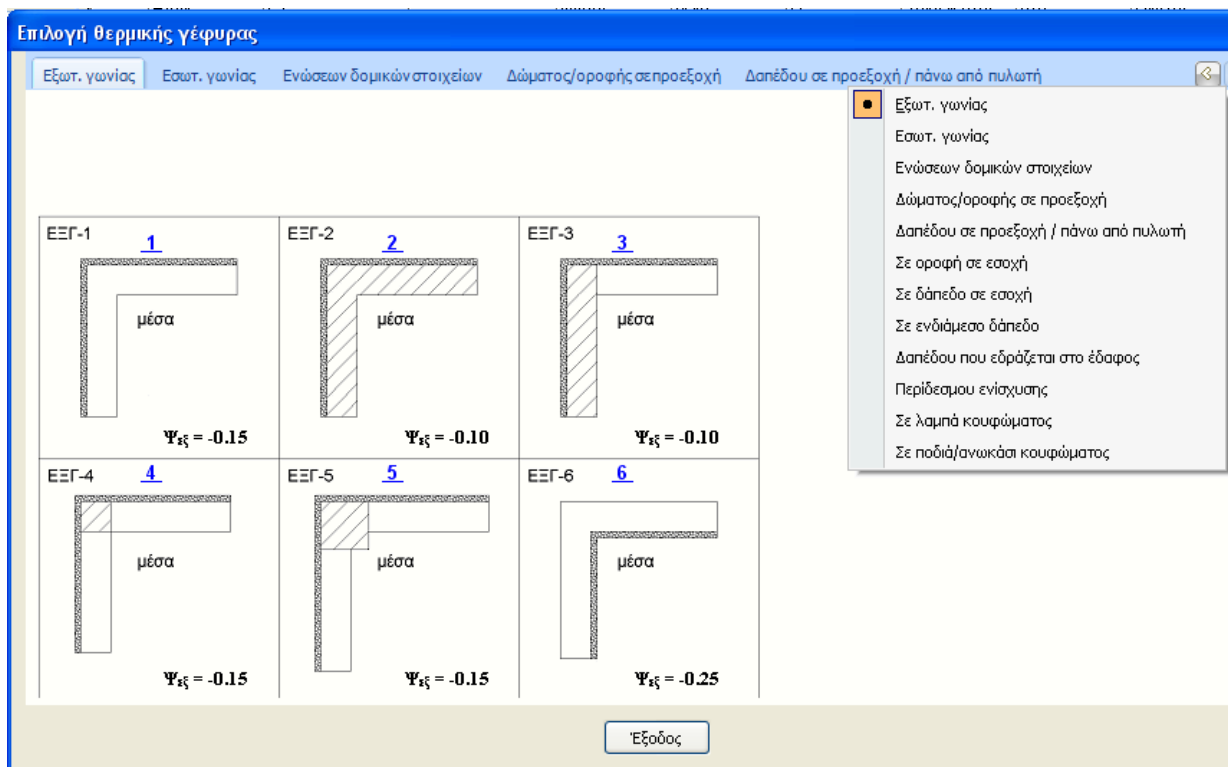 Επιλογή θερμικής γέφυρας
Εξωτ. γωνίας Εσωτ. γωνίας Ενώσεων δομικών στοιχείων Δώματος/οροφής σε προεξοχή Δαπέδου σε προεξοχή / πάνω από πυλωτή
Εξωτ. γωνίας
Εσωτ. γωνίας
Ενώσεων δομικών στοιχείων
Δώματος/οροφής σε προεξοχή
Δαπέδου σε προεξοχή / πάνω από πυλωτή
Σε οροφή σε εσοχή
Σε δάπεδο σε εσοχή
Σε ενδιάμεσο δάπεδο
Δαπέδου που εδράζεται στο έδαφος
Περίδεσμου ενίσχυσης
Σε λαμπά κουφώματος
Σε ποδιά/ανωκάσι κουφώματος
ΕΞΓ-1 1
μέσα
Ψεξ = -0.15
ΕΞΓ-2 2
μέσα
Ψεξ = -0.10
ΕΞΓ-3 3
μέσα
Ψεξ = -0.10
ΕΞΓ-4 4
μέσα
Ψεξ = -0.15
ΕΞΓ-5 5
μέσα
Ψεξ = -0.15
ΕΞΓ-6 6
μέσα
Ψεξ = -0.25
Έξοδος